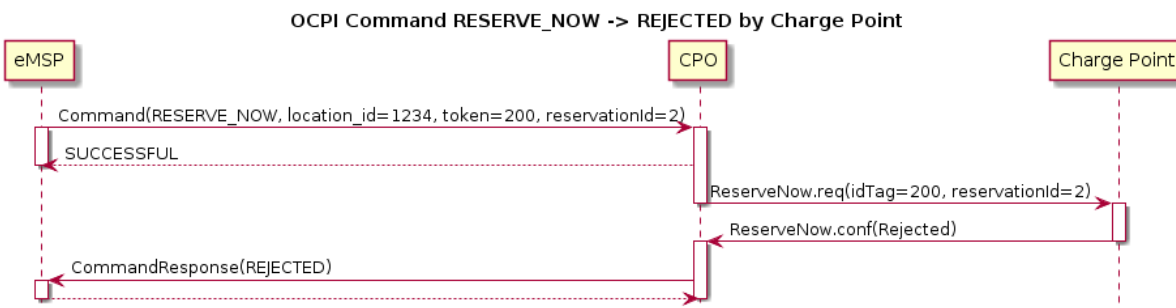 OCPI Command RESERVE_NOW -> REJECTED by Charge Point
eMSP
CPO
Charge Point
Command(RESERVE_NOW, location_id=1234, token=200, reservationId=2)
SUCCESSFUL
ReserveNow.req(idTag=200, reservationId=2)
ReserveNow.conf(Rejected)
CommandResponse(REJECTED)